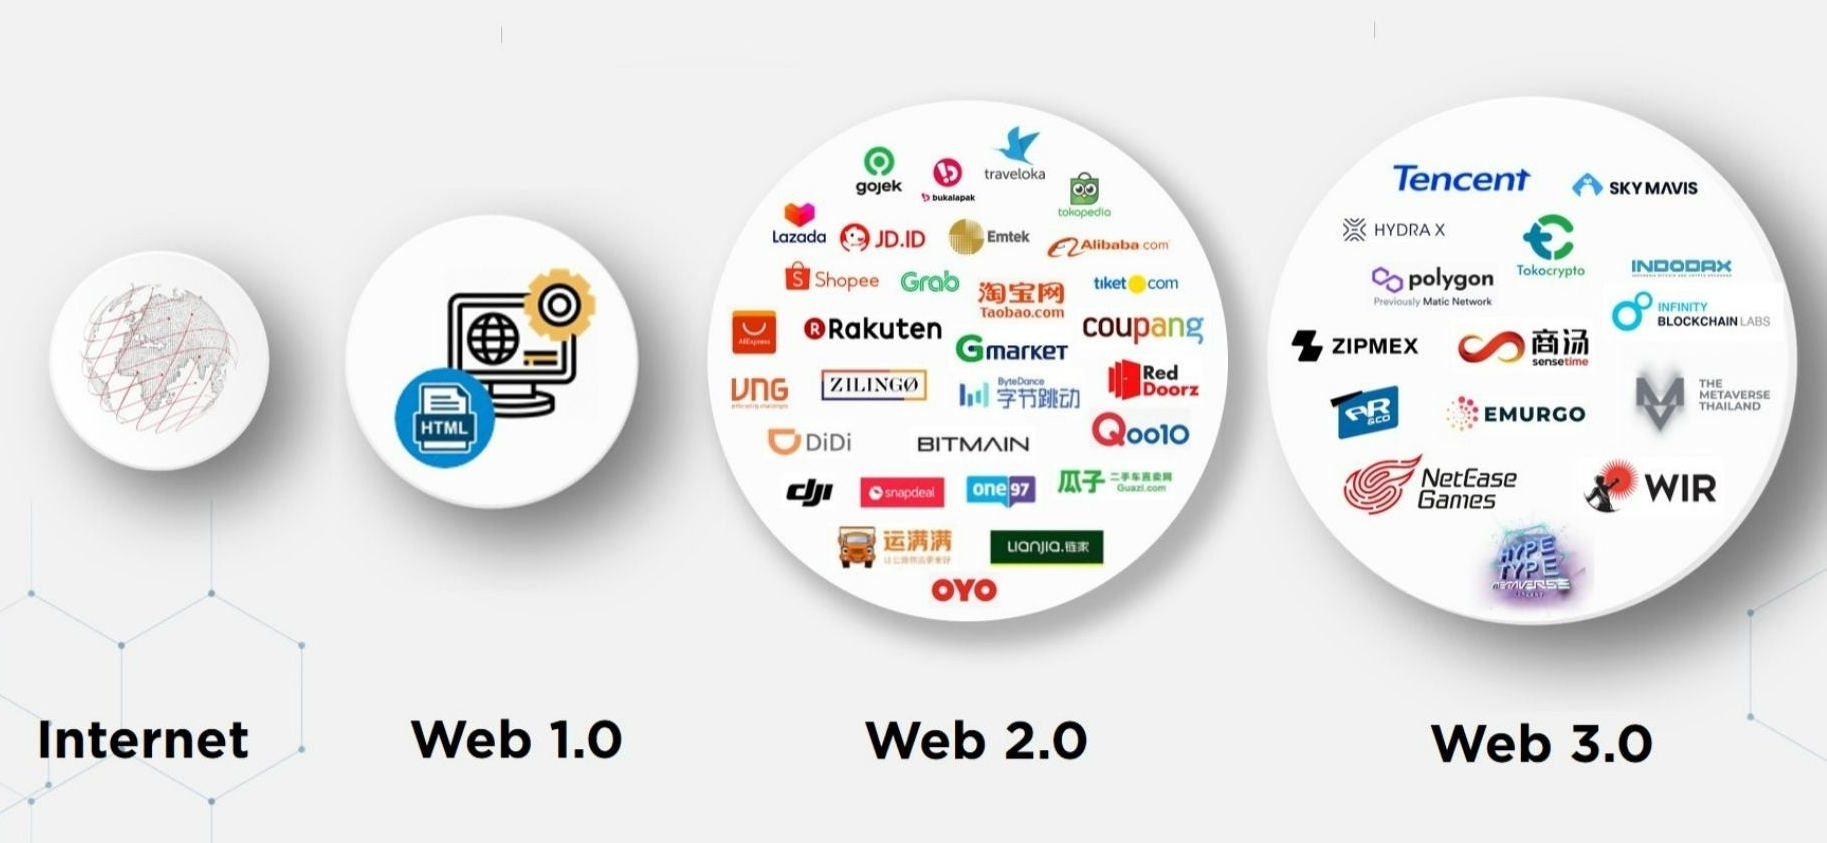 gojek
bukalapak
traveloka
tokopedia
Lazada
JD.ID
Emtek
Alibaba.com
Shopee
Grab
淘宝网
Taobao.com
tiket com
AliExpress
Rakuten
Gmarket
coupang
VNG
ZILINGO
ByteDance
字节跳动
Red
Doorz
DiDi
BITMAIN
Qoo10
dji
snapdeal
one97
瓜子
二手车直卖网
Guazi.com
运满满
LIANJIA.链家
OYO
HTML
Tencent
SKY MAVIS
HYDRA X
Tokocrypto
INDODAX
polygon
Previously Matic Network
INFINITY
BLOCKCHAIN LABS
ZIPMEX
商汤
sensetime
AR
&CO
EMURGO
THE
METAVERSE
THAILAND
NetEase
Games
WIR
HYPE
TYPE
METAVERSE
Internet
Web 1.0
Web 2.0
Web 3.0